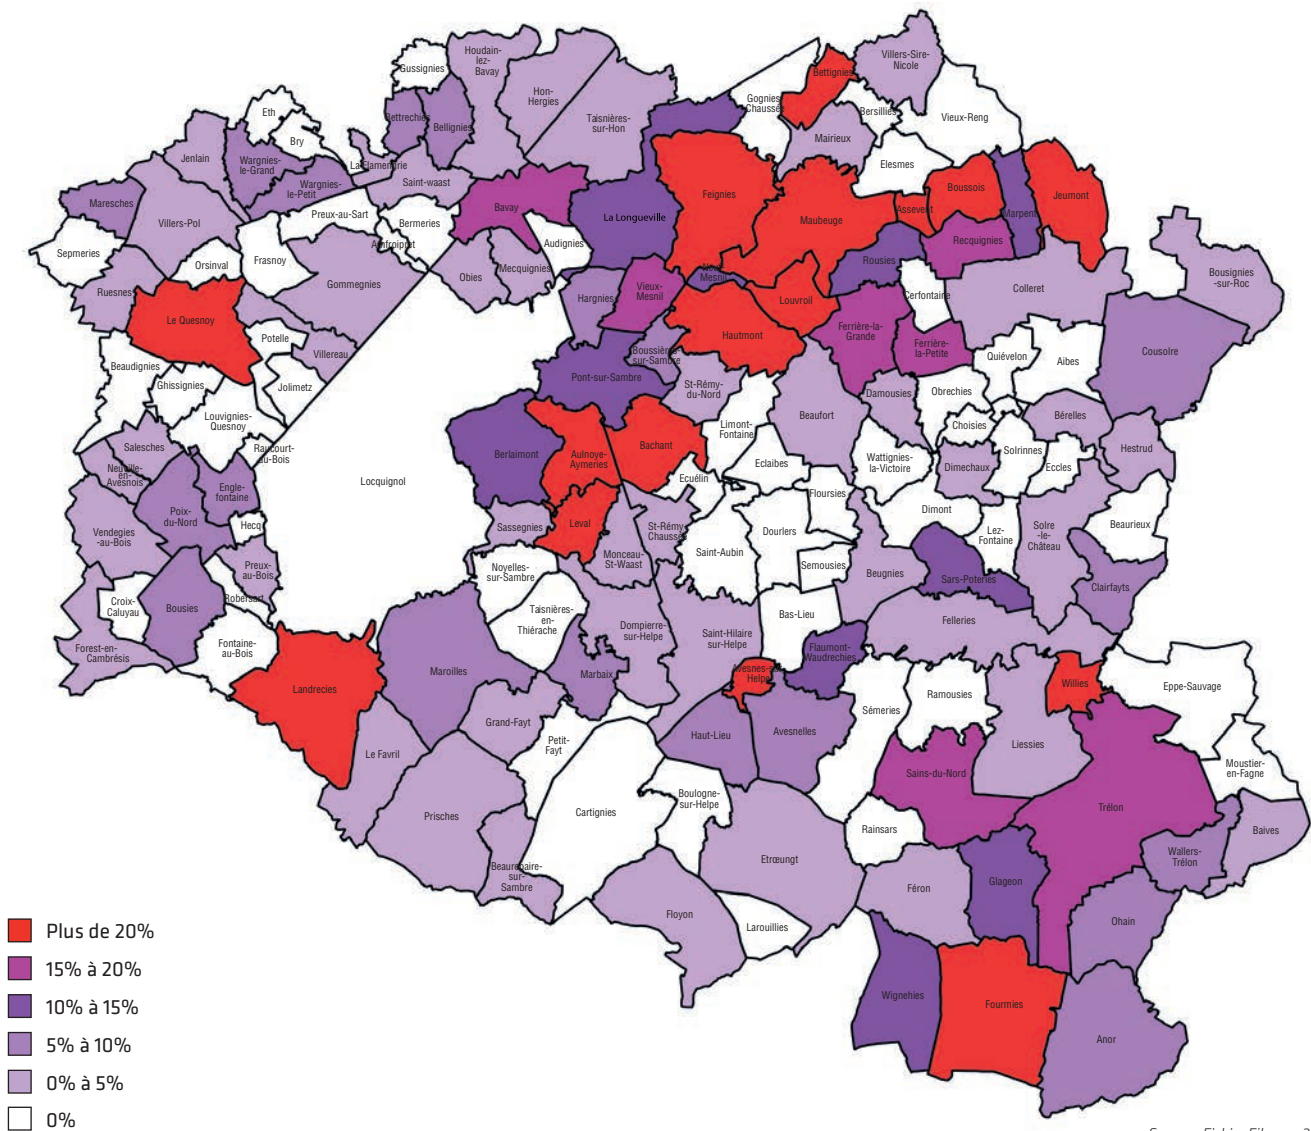 Gussignies
Houdain-
lez-
Bavay
Hon-
Hergies
Taisnières-
sur-Hon
Gognies
Chaussée
Bettignies
Villers-Sire-
Nicole
Bersillies
Vieux-Reng
Mairieux
Elesmes
Eth
Bry
Bettrechies
Bellignies
Jenlain
Wargnies-
le-Grand
Wargnies-
le-Petit
La Flamengrie
Saint-waast
Maresches
Villers-Pol
Preux-au-Sart
Bermeries
Amfroipret
Bavay
Audignies
La Longueville
Feignies
Maubeuge
Assevent
Boussois
Marpent
Jeumont
Recquignies
Rousies
Sepmeries
Orsinval
Frasnoy
Gommegnies
Obies
Mecquignies
Ruesnes
Le Quesnoy
Hargnies
Vieux-
Mesnil
Mesnil
Louvroil
Hautmont
Cerfontaine
Colleret
Bousignies
-sur-Roc
Ferrière-la-
Grande
Ferrière-
la-Petite
Quiévelon
Aibes
Cousolre
Potelle
Villereau
Beaudignies
Ghissignies
Jolimetz
Louvignies-
Quesnoy
Raucourt-
au-Bois
Boussières-
sur-Sambre
Pont-sur-Sambre
St-Rémy-
du-Nord
Limont-
Fontaine
Beaufort
Damousies
Obrechies
Choisies
Bérelles
Hestrud
Salesches
Neuville-
en-
Avesnois
Engle-
fontaine
Locquignol
Berlaimont
Aulnoye-
Aymeries
Bachant
Ecuélin
Eclaibes
Wattignies-
la-Victoire
Dimechaux
Solrinnes
Eccles
Floursies
Vendegies
-au-Bois
Poix-
du-Nord
Hecq
Sassegnies
Leval
St-Rémy
Chaussée
Monceau-
St-Waast
Saint-Aubin
Dourlers
Semousies
Dimont
Lez-
Fontaine
Solre
-le-
Château
Beaurieux
Preux-
au-Bois
Robersart
Croix-
Caluyau
Bousies
Forest-en-
Cambrésis
Fontaine-
au-Bois
Noyelles-
sur-Sambre
Taisnières-
en-
Thiérache
Beugnies
Sars-Poteries
Clairfayts
Bas-Lieu
Felleries
Dompierre-
sur-Helpe
Saint-Hilaire
sur-Helpe
Flaumont-
Waudrechies
Landrecies
Maroilles
Marbaix
Avesnes-sur
Helpe
Willies
Eppe-Sauvage
Ramousies
Sémeries
Grand-Fayt
Petit-
Fayt
Haut-Lieu
Avesnelles
Liessies
Le Favril
Sains-du-Nord
Moustier-
en-Fagne
Prisches
Cartignies
Boulogne-
sur-Helpe
Trélon
Rainsars
Baives
Wallers-
Trélon
Beaurepaire-
sur-
Sambre
Etrœungt
Féron
Glageon
Floyon
Larouillies
Ohain
Wignehies
Fourmies
Anor
Plus de 20%
15% à 20%
10% à 15%
5% à 10%
0% à 5%
0%